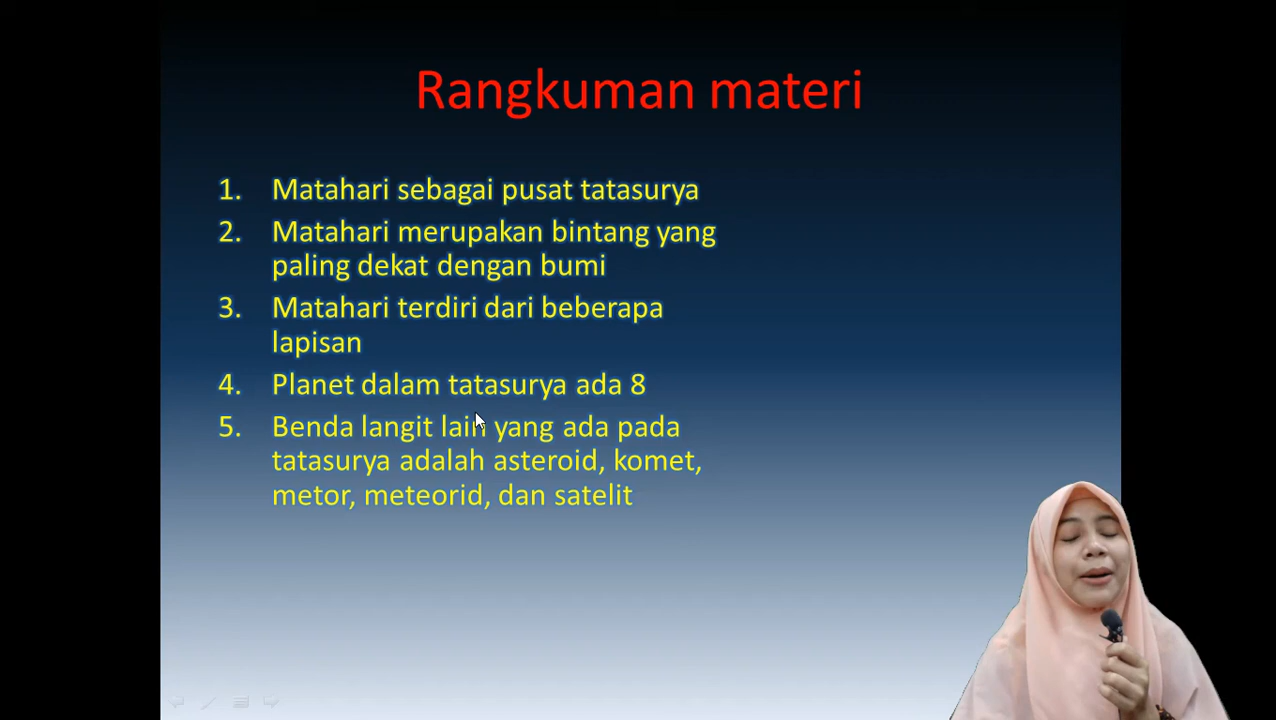 Rangkuman materi
1. Matahari sebagai pusat tatasurya
2. Matahari merupakan bintang yang
paling dekat dengan bumi
3. Matahari terdiri dari beberapa
lapisan
4. Planet dalam tatasurya ada 8
5. Benda langit lain yang ada pada
tatasurya adalah asteroid, komet,
metor, meteorid, dan satelit